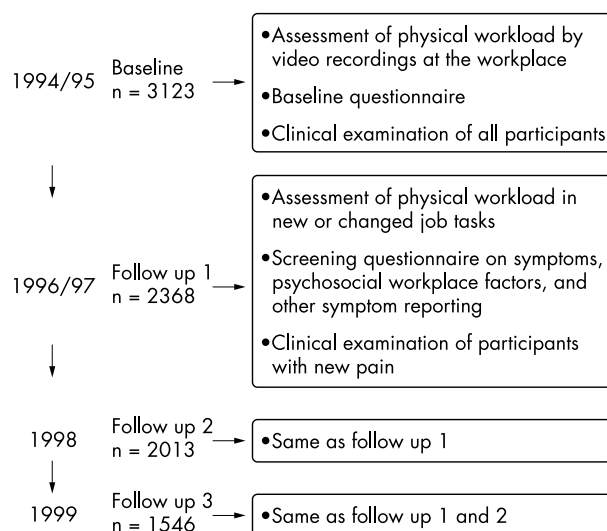 1994/95
Baseline
n = 3123
•Assessment of physical workload by
video recordings at the workplace
•Baseline questionnaire
•Clinical examination of all participants
1996/97
Follow up 1
n = 2368
•Assessment of physical workload in
new or changed job tasks
•Screening questionnaire on symptoms,
psychosocial workplace factors, and
other symptom reporting
•Clinical examination of participants
with new pain
1998
Follow up 2
n = 2013
•Same as follow up 1
1999
Follow up 3
n = 1546
•Same as follow up 1 and 2